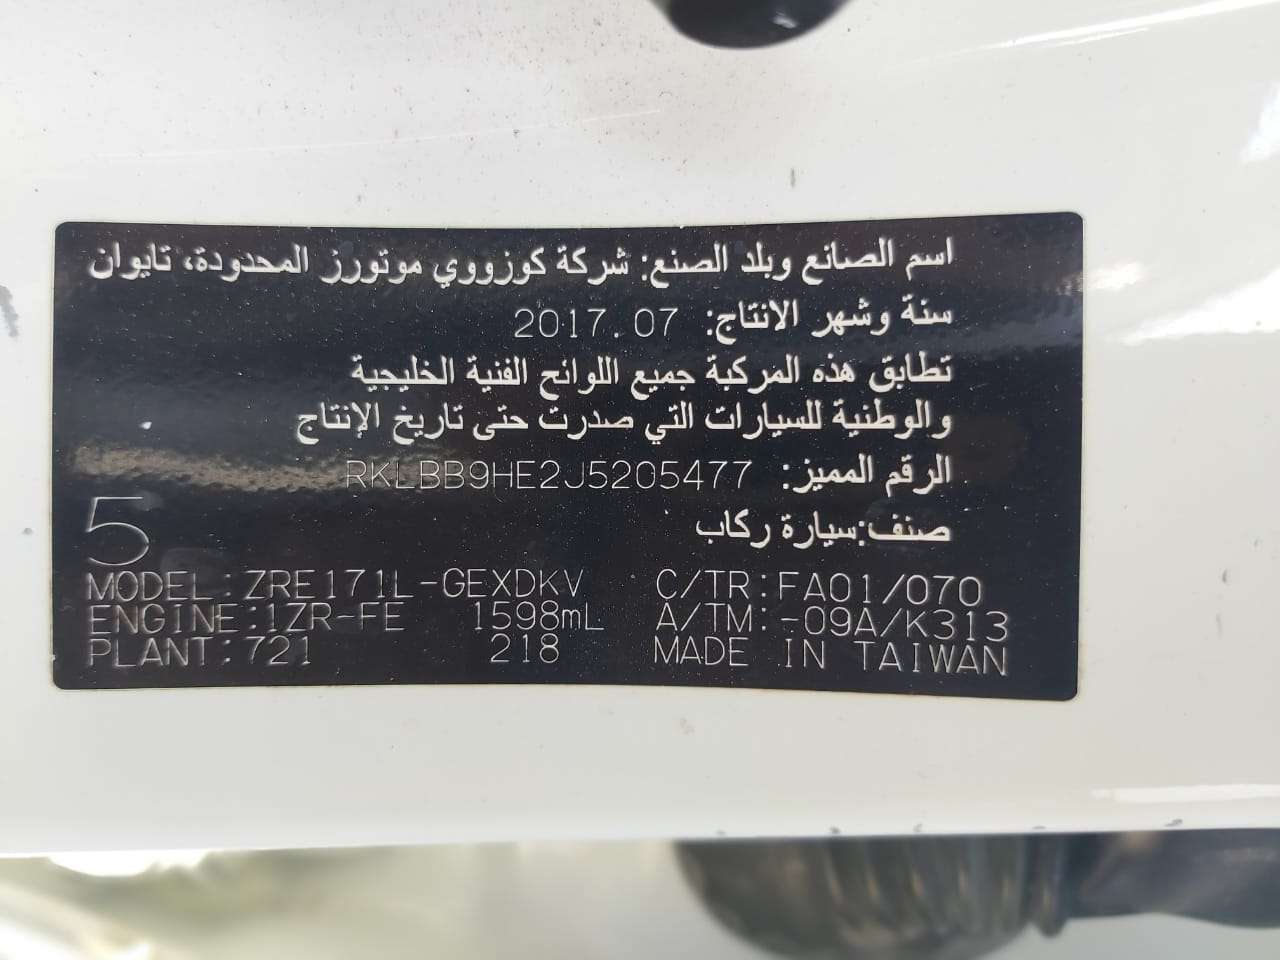 اسم الصانع وبلد الصنع: شركة كوزووي موتورز المحدودة، تايوان
سنة وشهر الانتاج: 2017.07
تطابق هذه المركبة جميع اللوائح الفنية الخليجية
والوطنية للسيارات التي صدرت حتى تاريخ الإنتاج
الرقم المميز: RKLBB9HE2J5205477
صنف:سيارة ركاب
5
MODEL:ZRE171L-GEXDKV C/TR:FA01/070
ENGINE:1ZR-FE 1598mL A/TM:-09A/K313
PLANT:721 218 MADE IN TAIWAN